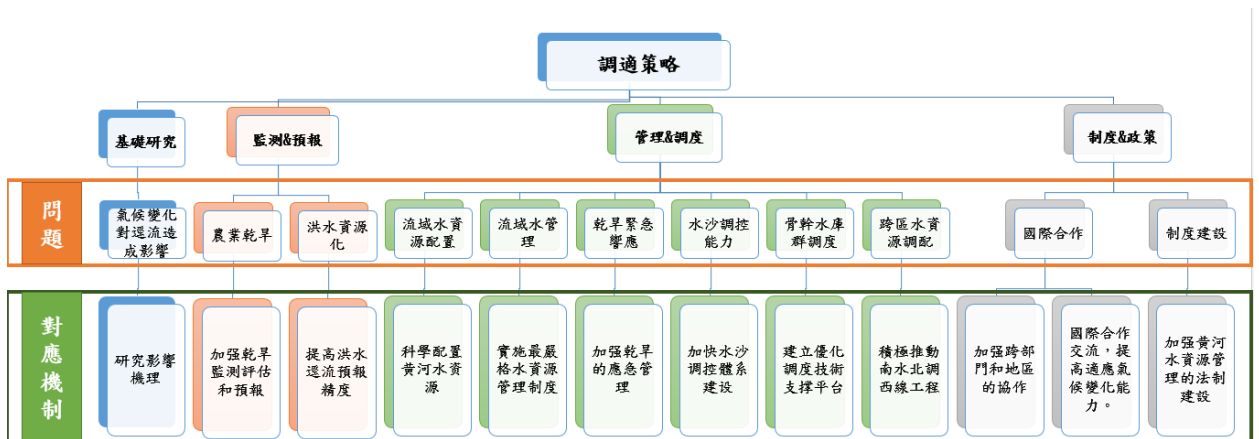 調適策略
基礎研究
監測&預報
管理&調度
制度&政策
問
題
氣候變化
對逕流造
成影響
農業乾旱
洪水資源
化
流域水資
源配置
流域水管
理
乾旱緊急
響應
水沙調控
能力
骨幹水庫
群調度
跨區水資
源調配
國際合作
制度建設
對
應
機
制
研究影響
機理
加强乾旱
監測評估
和預報
提高洪水
逕流預報
精度
科學配置
黄河水資源
實施最嚴
格水資源
管理制度
加强乾旱
的應急管理
加快水沙
調控體系
建設
建立優化
調度技術
支撐平台
積極推動
南水北調
西線工程
加强跨部
門和地區
的協作
國際合作
交流，提
高適應氣
候變化能
力。
加强黄河
水資源管
理的法制
建設